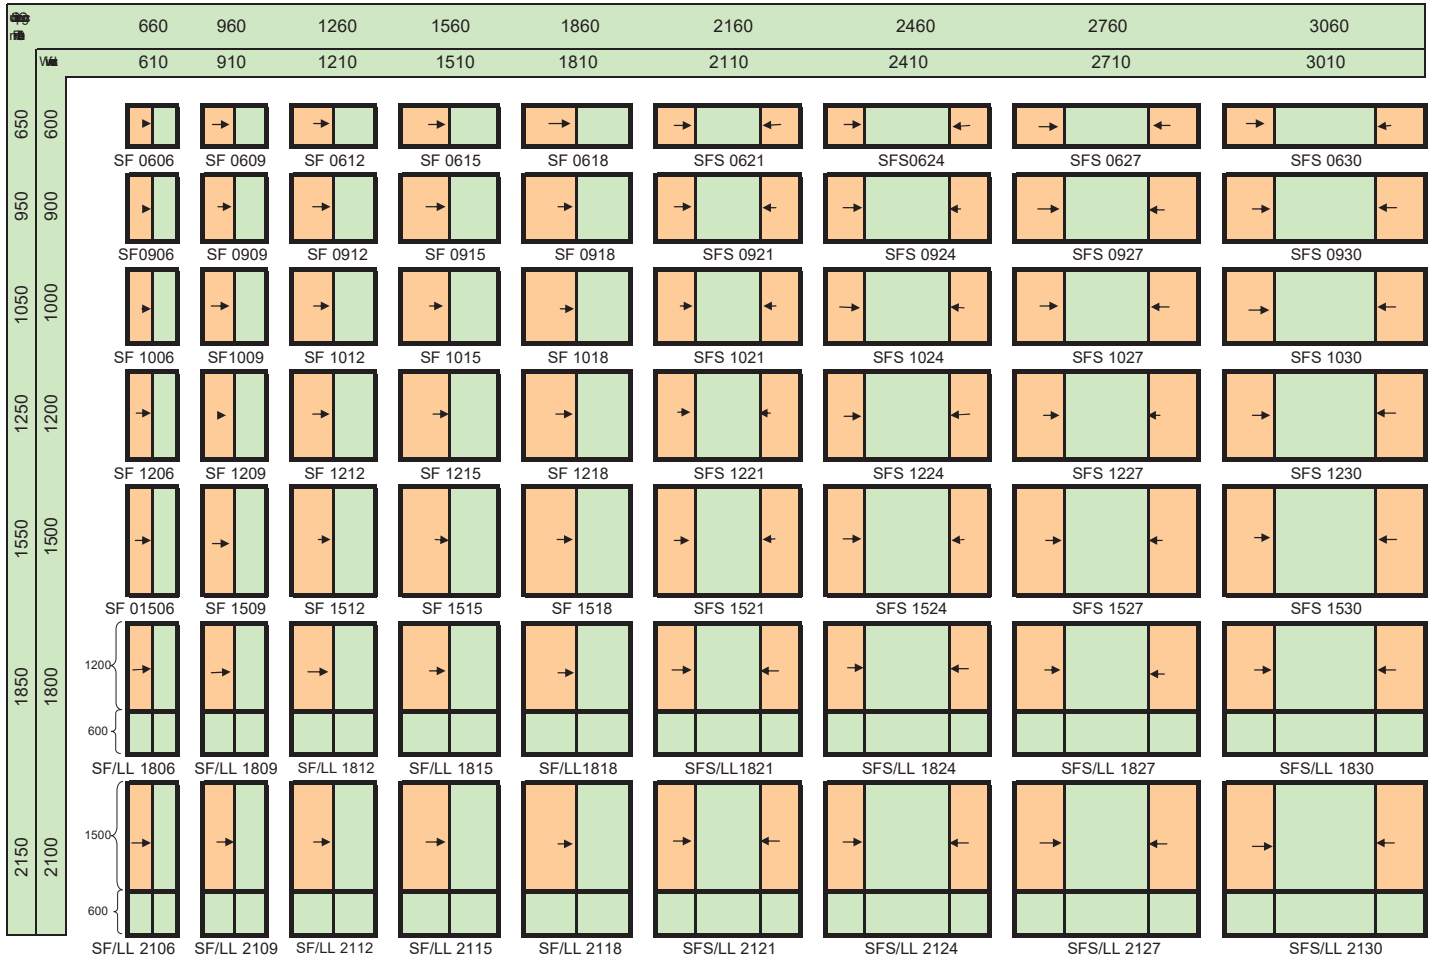 660 960 1260 1560 1860 2160 2460 2760 3060
610 910 1210 1510 1810 2110 2410 2710 3010
650 600
SF 0606 SF 0609 SF 0612 SF 0615 SF 0618 SFS 0621 SFS0624 SFS 0627 SFS 0630
950 900
SF0906 SF 0909 SF 0912 SF 0915 SF 0918 SFS 0921 SFS 0924 SFS 0927 SFS 0930
1050 1000
SF 1006 SF1009 SF 1012 SF 1015 SF 1018 SFS 1021 SFS 1024 SFS 1027 SFS 1030
1250 1200
SF 1206 SF 1209 SF 1212 SF 1215 SF 1218 SFS 1221 SFS 1224 SFS 1227 SFS 1230
1550 1500
SF 01506 SF 1509 SF 1512 SF 1515 SF 1518 SFS 1521 SFS 1524 SFS 1527 SFS 1530
1200
1850 1800
600
SF/LL 1806 SF/LL 1809 SF/LL 1812 SF/LL 1815 SF/LL1818 SFS/LL1821 SFS/LL 1824 SFS/LL 1827 SFS/LL 1830
1500
2150 2100
600
SF/LL 2106 SF/LL 2109 SF/LL 2112 SF/LL 2115 SF/LL 2118 SFS/LL 2121 SFS/LL 2124 SFS/LL 2127 SFS/LL 2130